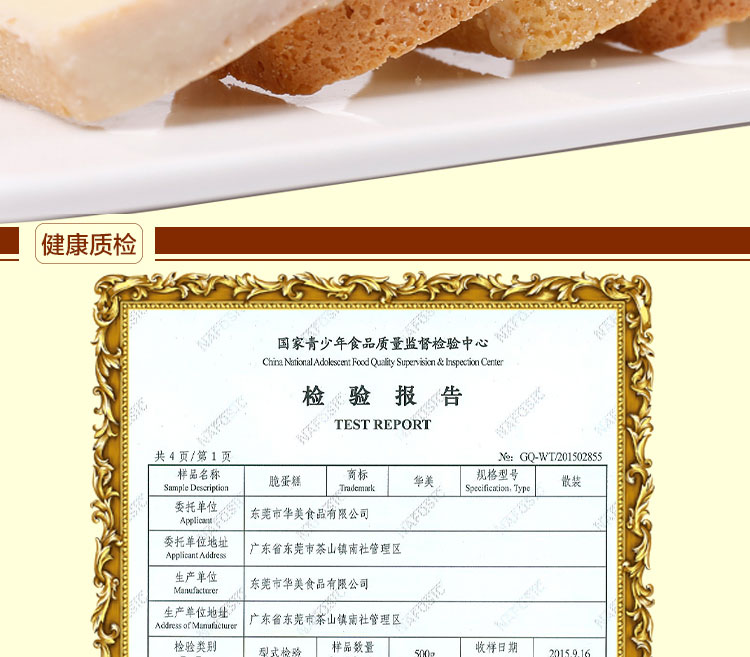 健康质检
国家青少年食品质量监督检验中心
China National Adolescent Food Quality Supervision & Inspection Center
检 验 报 告
TEST REPORT
共 4 页/第 1 页 №: GQ-WT/201502855
样品名称 脆蛋糕 商标 华美 规格型号 散装
Sample Description Trademark Specification、Type
委托单位 东莞市华美食品有限公司
Applicant
委托单位地址 广东省东莞市茶山镇南社管理区
Applicant Address
生产单位 东莞市华美食品有限公司
Manufacturer
生产单位地址 广东省东莞市茶山镇南社管理区
Address of Manufacturer
检验类别 型式检验 样品数量 500g 收样日期 2015.9.16